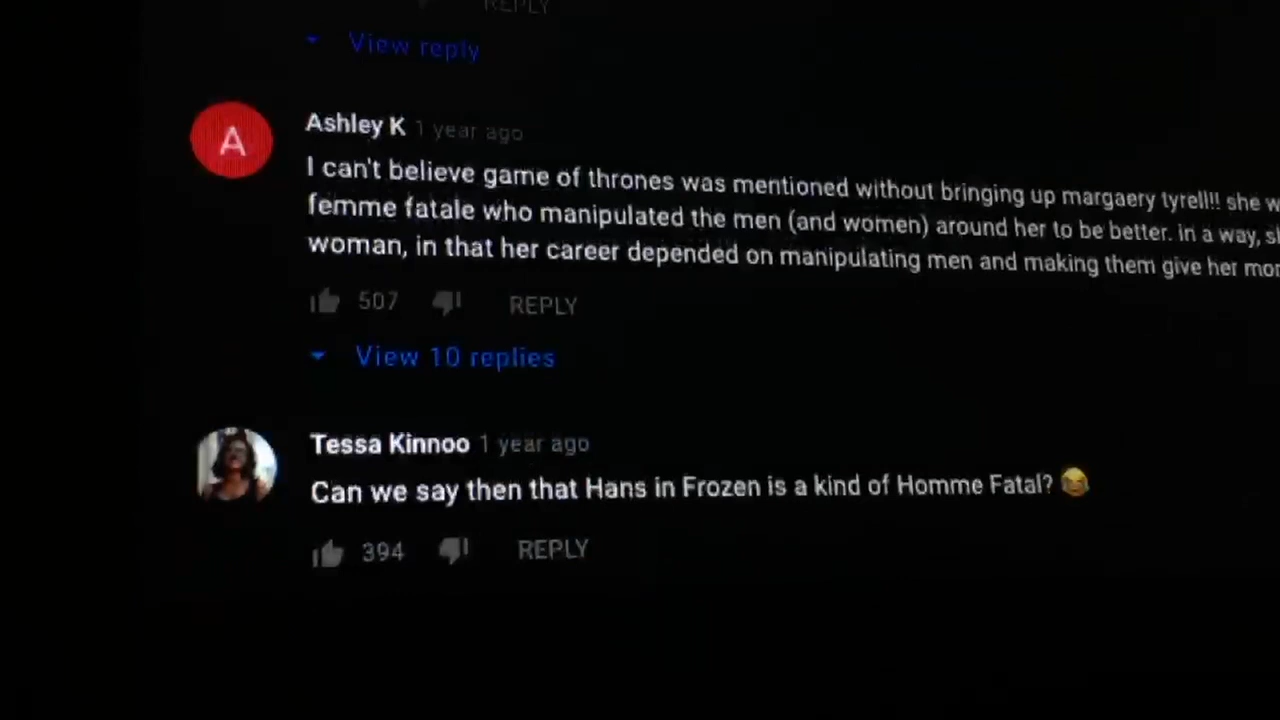 REPLY
View reply
A
Ashley K 1 year ago
I can't believe game of thrones was mentioned without bringing up margaery tyrell!! she
femme fatale who manipulated the men (and women) around her to be better. in a way,
woman, in that her career depended on manipulating men and making them give her
507 REPLY
View 10 replies
Tessa Kinnoo 1 year ago
Can we say then that Hans in Frozen is a kind of Homme Fatal? 😂
394 REPLY